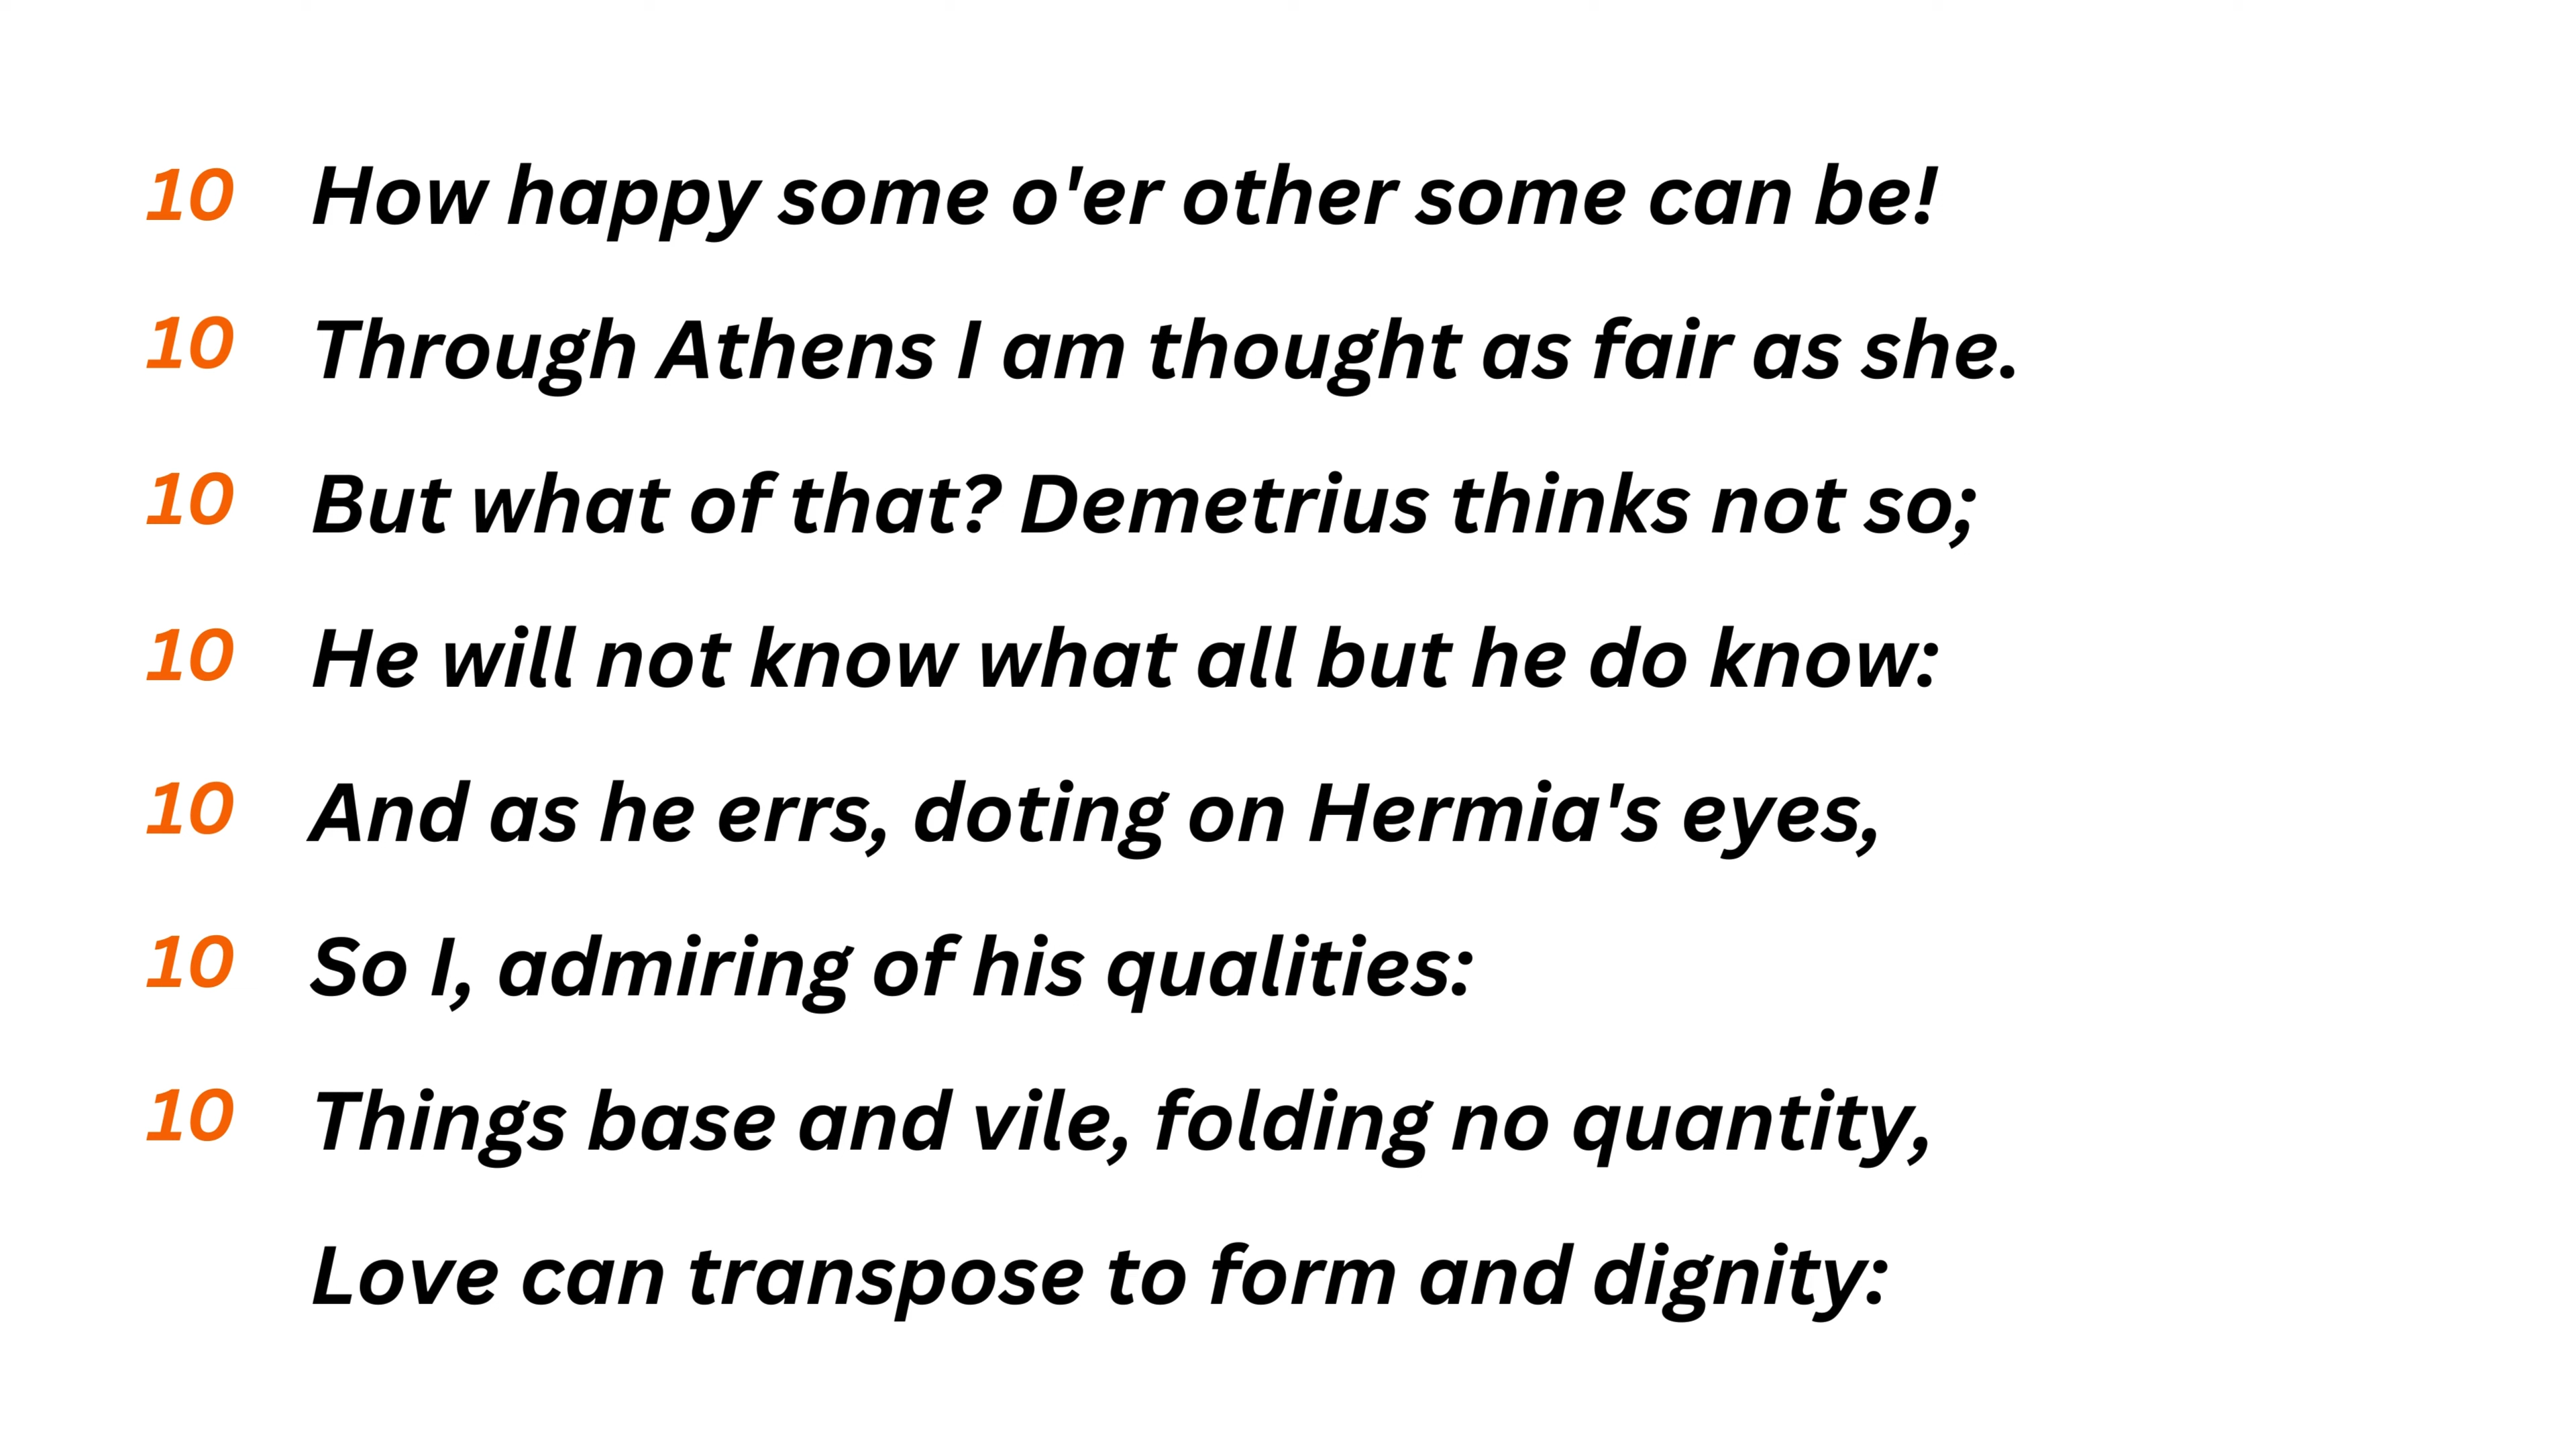 10 How happy some o'er other some can be!
10 Through Athens I am thought as fair as she.
10 But what of that? Demetrius thinks not so;
10 He will not know what all but he do know:
10 And as he errs, doting on Hermia's eyes,
10 So I, admiring of his qualities:
10 Things base and vile, folding no quantity,
Love can transpose to form and dignity: